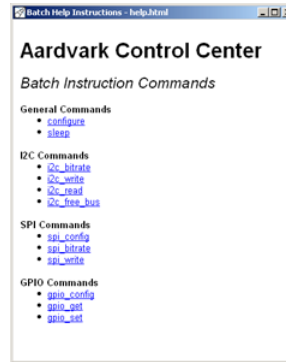 Batch Help Instructions - help.html
Aardvark Control Center
Batch Instruction Commands
General Commands
configure
sleep
I2C Commands
i2c_bitrate
i2c_write
i2c_read
i2c_free_bus
SPI Commands
spi_config
spi_bitrate
spi_write
GPIO Commands
gpio_config
gpio_get
gpio_set